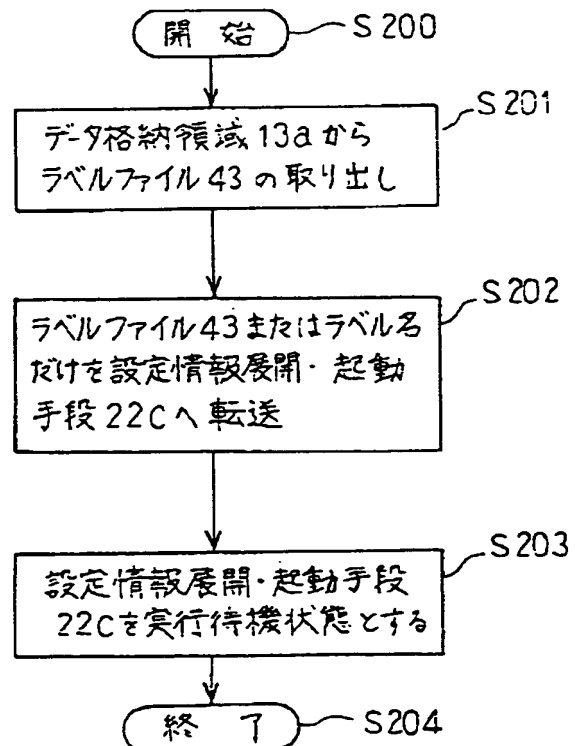 開 始
S200
S201
データ格納領域13aから
ラベルファイル43の取り出し
S202
ラベルファイル43またはラベル名
だけを設定情報展開・起動
手段22Cへ転送
S203
設定情報展開・起動手段
22Cを実行待機状態とする
終 了
S204